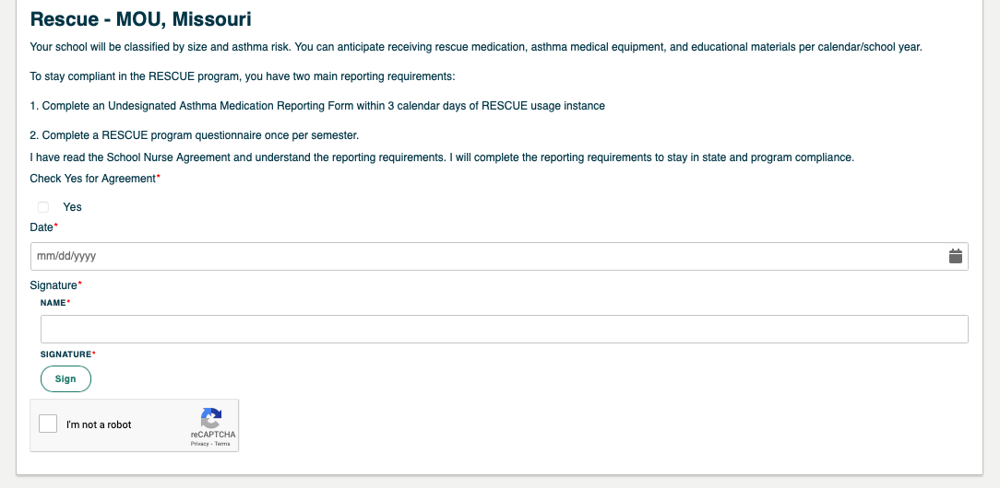 Rescue - MOU, Missouri
Your school will be classified by size and asthma risk. You can anticipate receiving rescue medication, asthma medical equipment, and educational materials per calendar/school year.
To stay compliant in the RESCUE program, you have two main reporting requirements:
1. Complete an Undesignated Asthma Medication Reporting Form within 3 calendar days of RESCUE usage instance
2. Complete a RESCUE program questionnaire once per semester.
I have read the School Nurse Agreement and understand the reporting requirements. I will complete the reporting requirements to stay in state and program compliance.
Check Yes for Agreement*
Yes
Date*
mm/dd/yyyy
Signature*
NAME*
SIGNATURE*
Sign
I'm not a robot
reCAPTCHA
Privacy - Terms